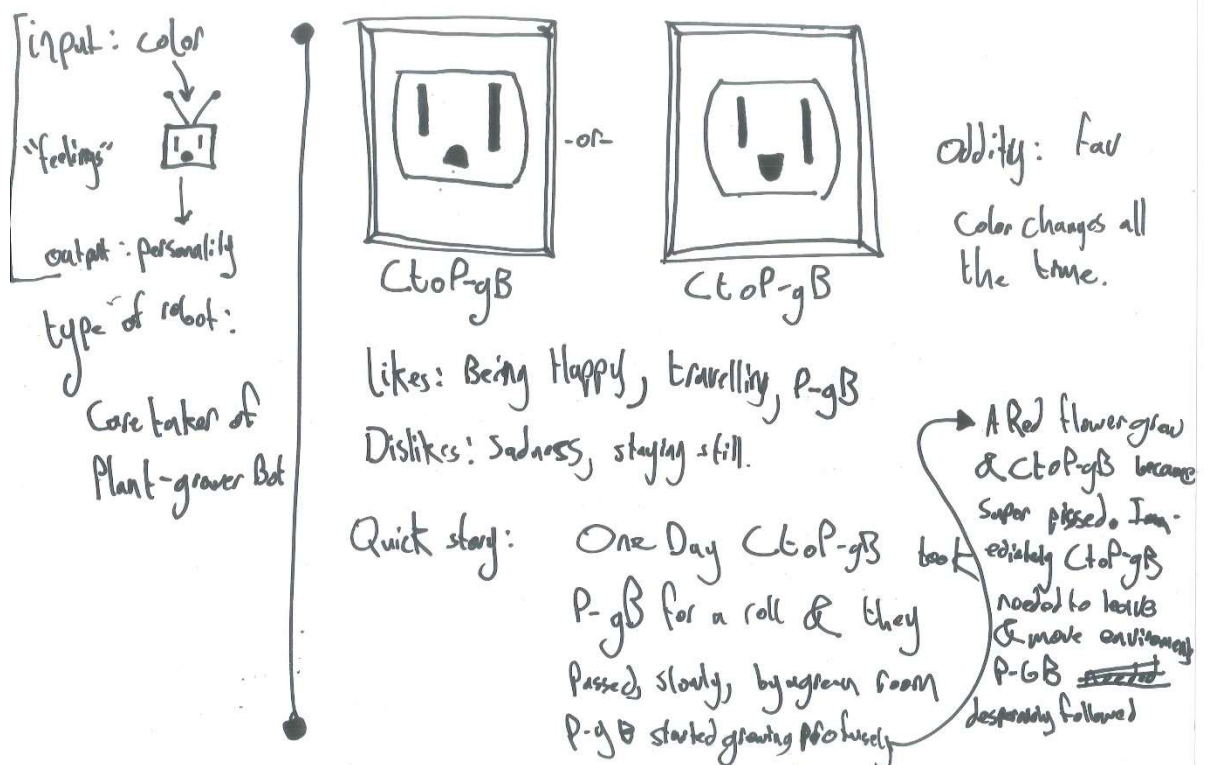 input: color
"feelings"
output: personality
type of robot:
Care taker of
Plant-grower Bot
-or-
CtoP-gB
CtoP-gB
Oddity: Fav
Color changes all
the time.
Likes: Being Happy, travelling, P-gB
Dislikes: Sadness, staying still.
Quick story: One Day CtoP-gB took
P-gB for a roll & they
Passed, slowly, by a green room
P-gB started growing profusely
A Red flower grew
& CtoP-gB became
Super pissed. Imm-
ediately CtoP-gB
needed to leave
& move enviroments
P-GB
desperately followed